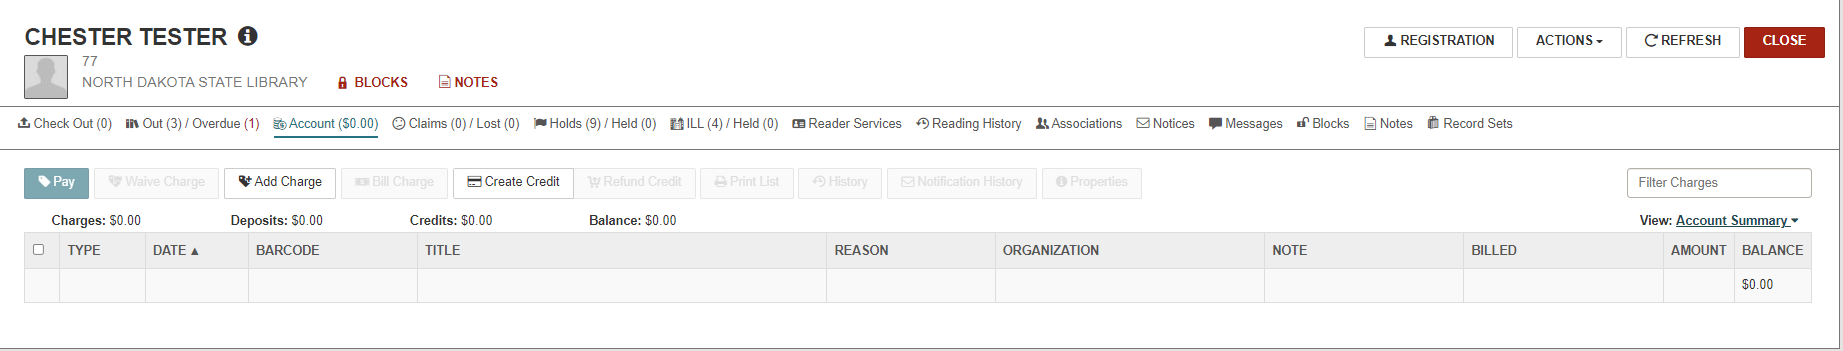 CHESTER TESTER
77
NORTH DAKOTA STATE LIBRARY BLOCKS NOTES
REGISTRATION ACTIONS REFRESH CLOSE
Check Out (0) Out (3) / Overdue (1) Account ($0.00) Claims (0) / Lost (0) Holds (9) / Held (0) ILL (4) / Held (0) Reader Services Reading History Associations Notices Messages Blocks Notes Record Sets
Pay Waive Charge Add Charge Bill Charge Create Credit Refund Credit Print List History Notification History Properties Filter Charges
Charges: $0.00 Deposits: $0.00 Credits: $0.00 Balance: $0.00 View: Account Summary
TYPE DATE ▲ BARCODE TITLE REASON ORGANIZATION NOTE BILLED AMOUNT BALANCE
$0.00